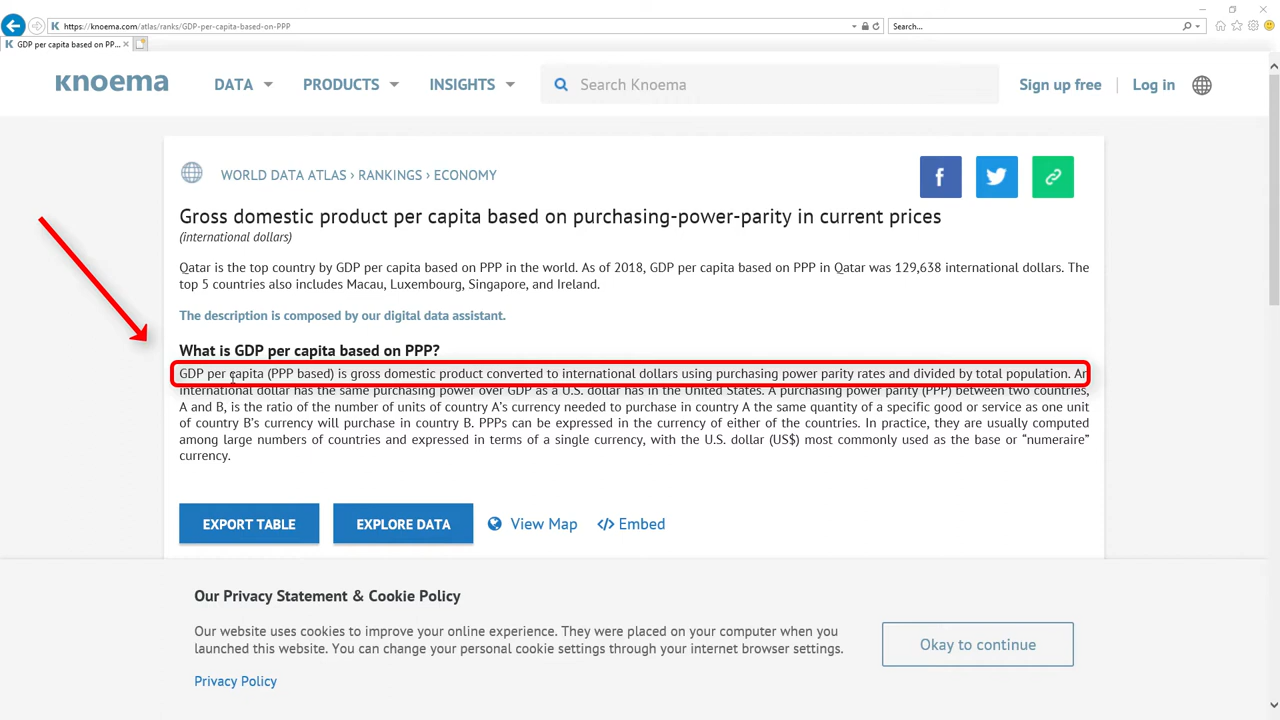 https://knoema.com/atlas/ranks/GDP-per-capita-based-on-PPP
Search...
GDP per capita based on PP...
knoema
DATA
PRODUCTS
INSIGHTS
Search Knoema
Sign up free
Log in
WORLD DATA ATLAS › RANKINGS › ECONOMY
Gross domestic product per capita based on purchasing-power-parity in current prices
(international dollars)
Qatar is the top country by GDP per capita based on PPP in the world. As of 2018, GDP per capita based on PPP in Qatar was 129,638 international dollars. The
top 5 countries also includes Macau, Luxembourg, Singapore, and Ireland.
The description is composed by our digital data assistant.
What is GDP per capita based on PPP?
GDP per capita (PPP based) is gross domestic product converted to international dollars using purchasing power parity rates and divided by total population. An
international dollar has the same purchasing power over GDP as a U.S. dollar has in the United States. A purchasing power parity (PPP) between two countries,
A and B, is the ratio of the number of units of country A’s currency needed to purchase in country A the same quantity of a specific good or service as one unit
of country B’s currency will purchase in country B. PPPs can be expressed in the currency of either of the countries. In practice, they are usually computed
among large numbers of countries and expressed in terms of a single currency, with the U.S. dollar (US$) most commonly used as the base or “numeraire”
currency.
EXPORT TABLE
EXPLORE DATA
View Map
</> Embed
Our Privacy Statement & Cookie Policy
Our website uses cookies to improve your online experience. They were placed on your computer when you
launched this website. You can change your personal cookie settings through your internet browser settings.
Okay to continue
Privacy Policy